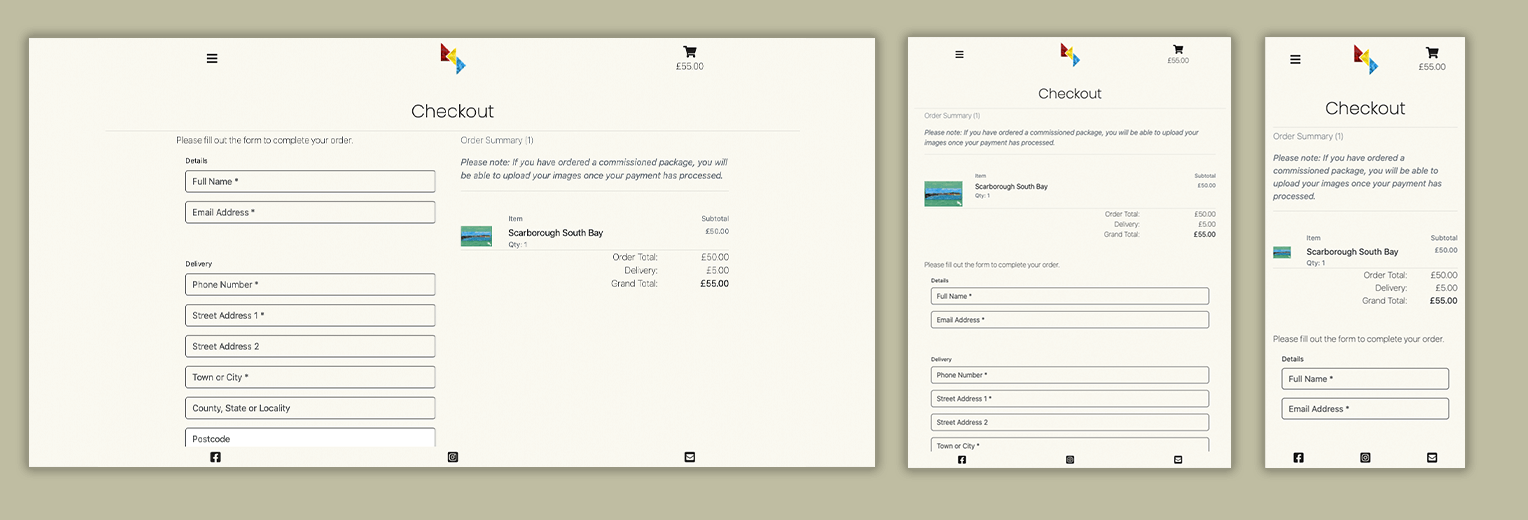 £55.00
Checkout
Please fill out the form to complete your order.
Details
Full Name *
Email Address *
Delivery
Phone Number *
Street Address 1 *
Street Address 2
Town or City *
County, State or Locality
Postcode
Order Summary (1)
Please note: If you have ordered a commissioned package, you will
be able to upload your images once your payment has processed.
Item Subtotal
Scarborough South Bay £50.00
Qty: 1
Order Total: £50.00
Delivery: £5.00
Grand Total: £55.00
£55.00
Checkout
Order Summary (1)
Please note: If you have ordered a commissioned package, you will be able to upload your
images once your payment has processed.
Item Subtotal
Scarborough South Bay £50.00
Qty: 1
Order Total: £50.00
Delivery: £5.00
Grand Total: £55.00
Please fill out the form to complete your order.
Details
Full Name *
Email Address *
Delivery
Phone Number *
Street Address 1 *
Street Address 2
Town or City *
£55.00
Checkout
Order Summary (1)
Please note: If you have ordered a
commissioned package, you will be able to
upload your images once your payment has
processed.
Item Subtotal
Scarborough South Bay £50.00
Qty: 1
Order Total: £50.00
Delivery: £5.00
Grand Total: £55.00
Please fill out the form to complete your order.
Details
Full Name *
Email Address *